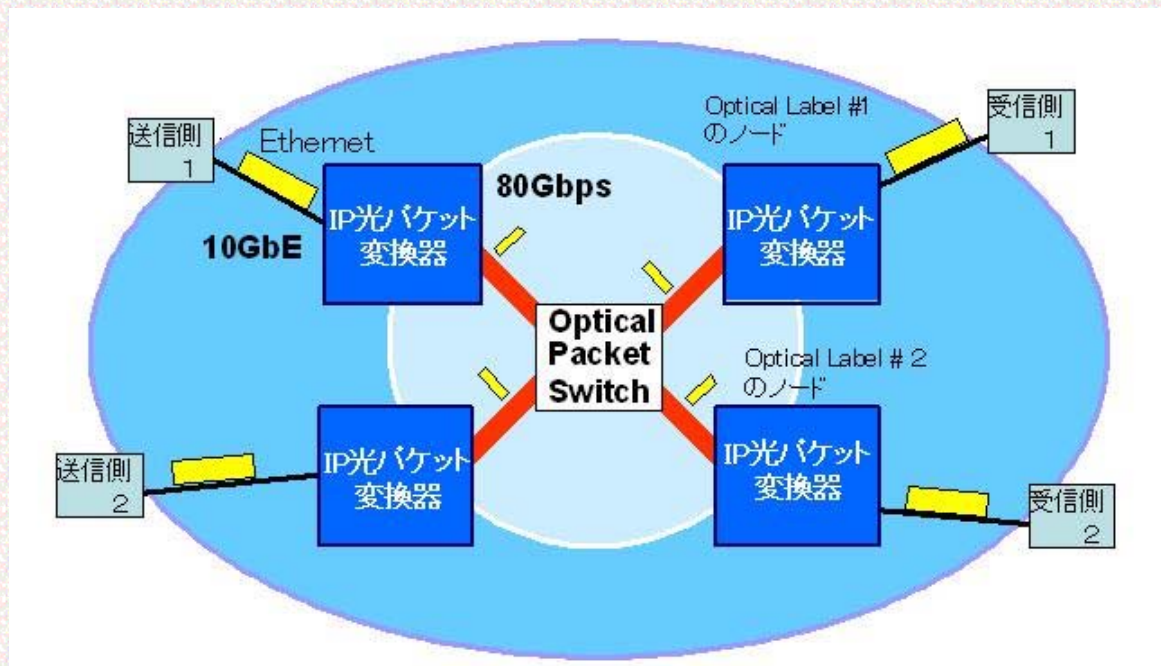 送信側
1
Ethernet
10GbE
IP光パケット
変換器
80Gbps
Optical Label #1
のノード
IP光パケット
変換器
受信側
1
Optical
Packet
Switch
送信側
2
IP光パケット
変換器
Optical Label # 2
のノード
IP光パケット
変換器
受信側
2